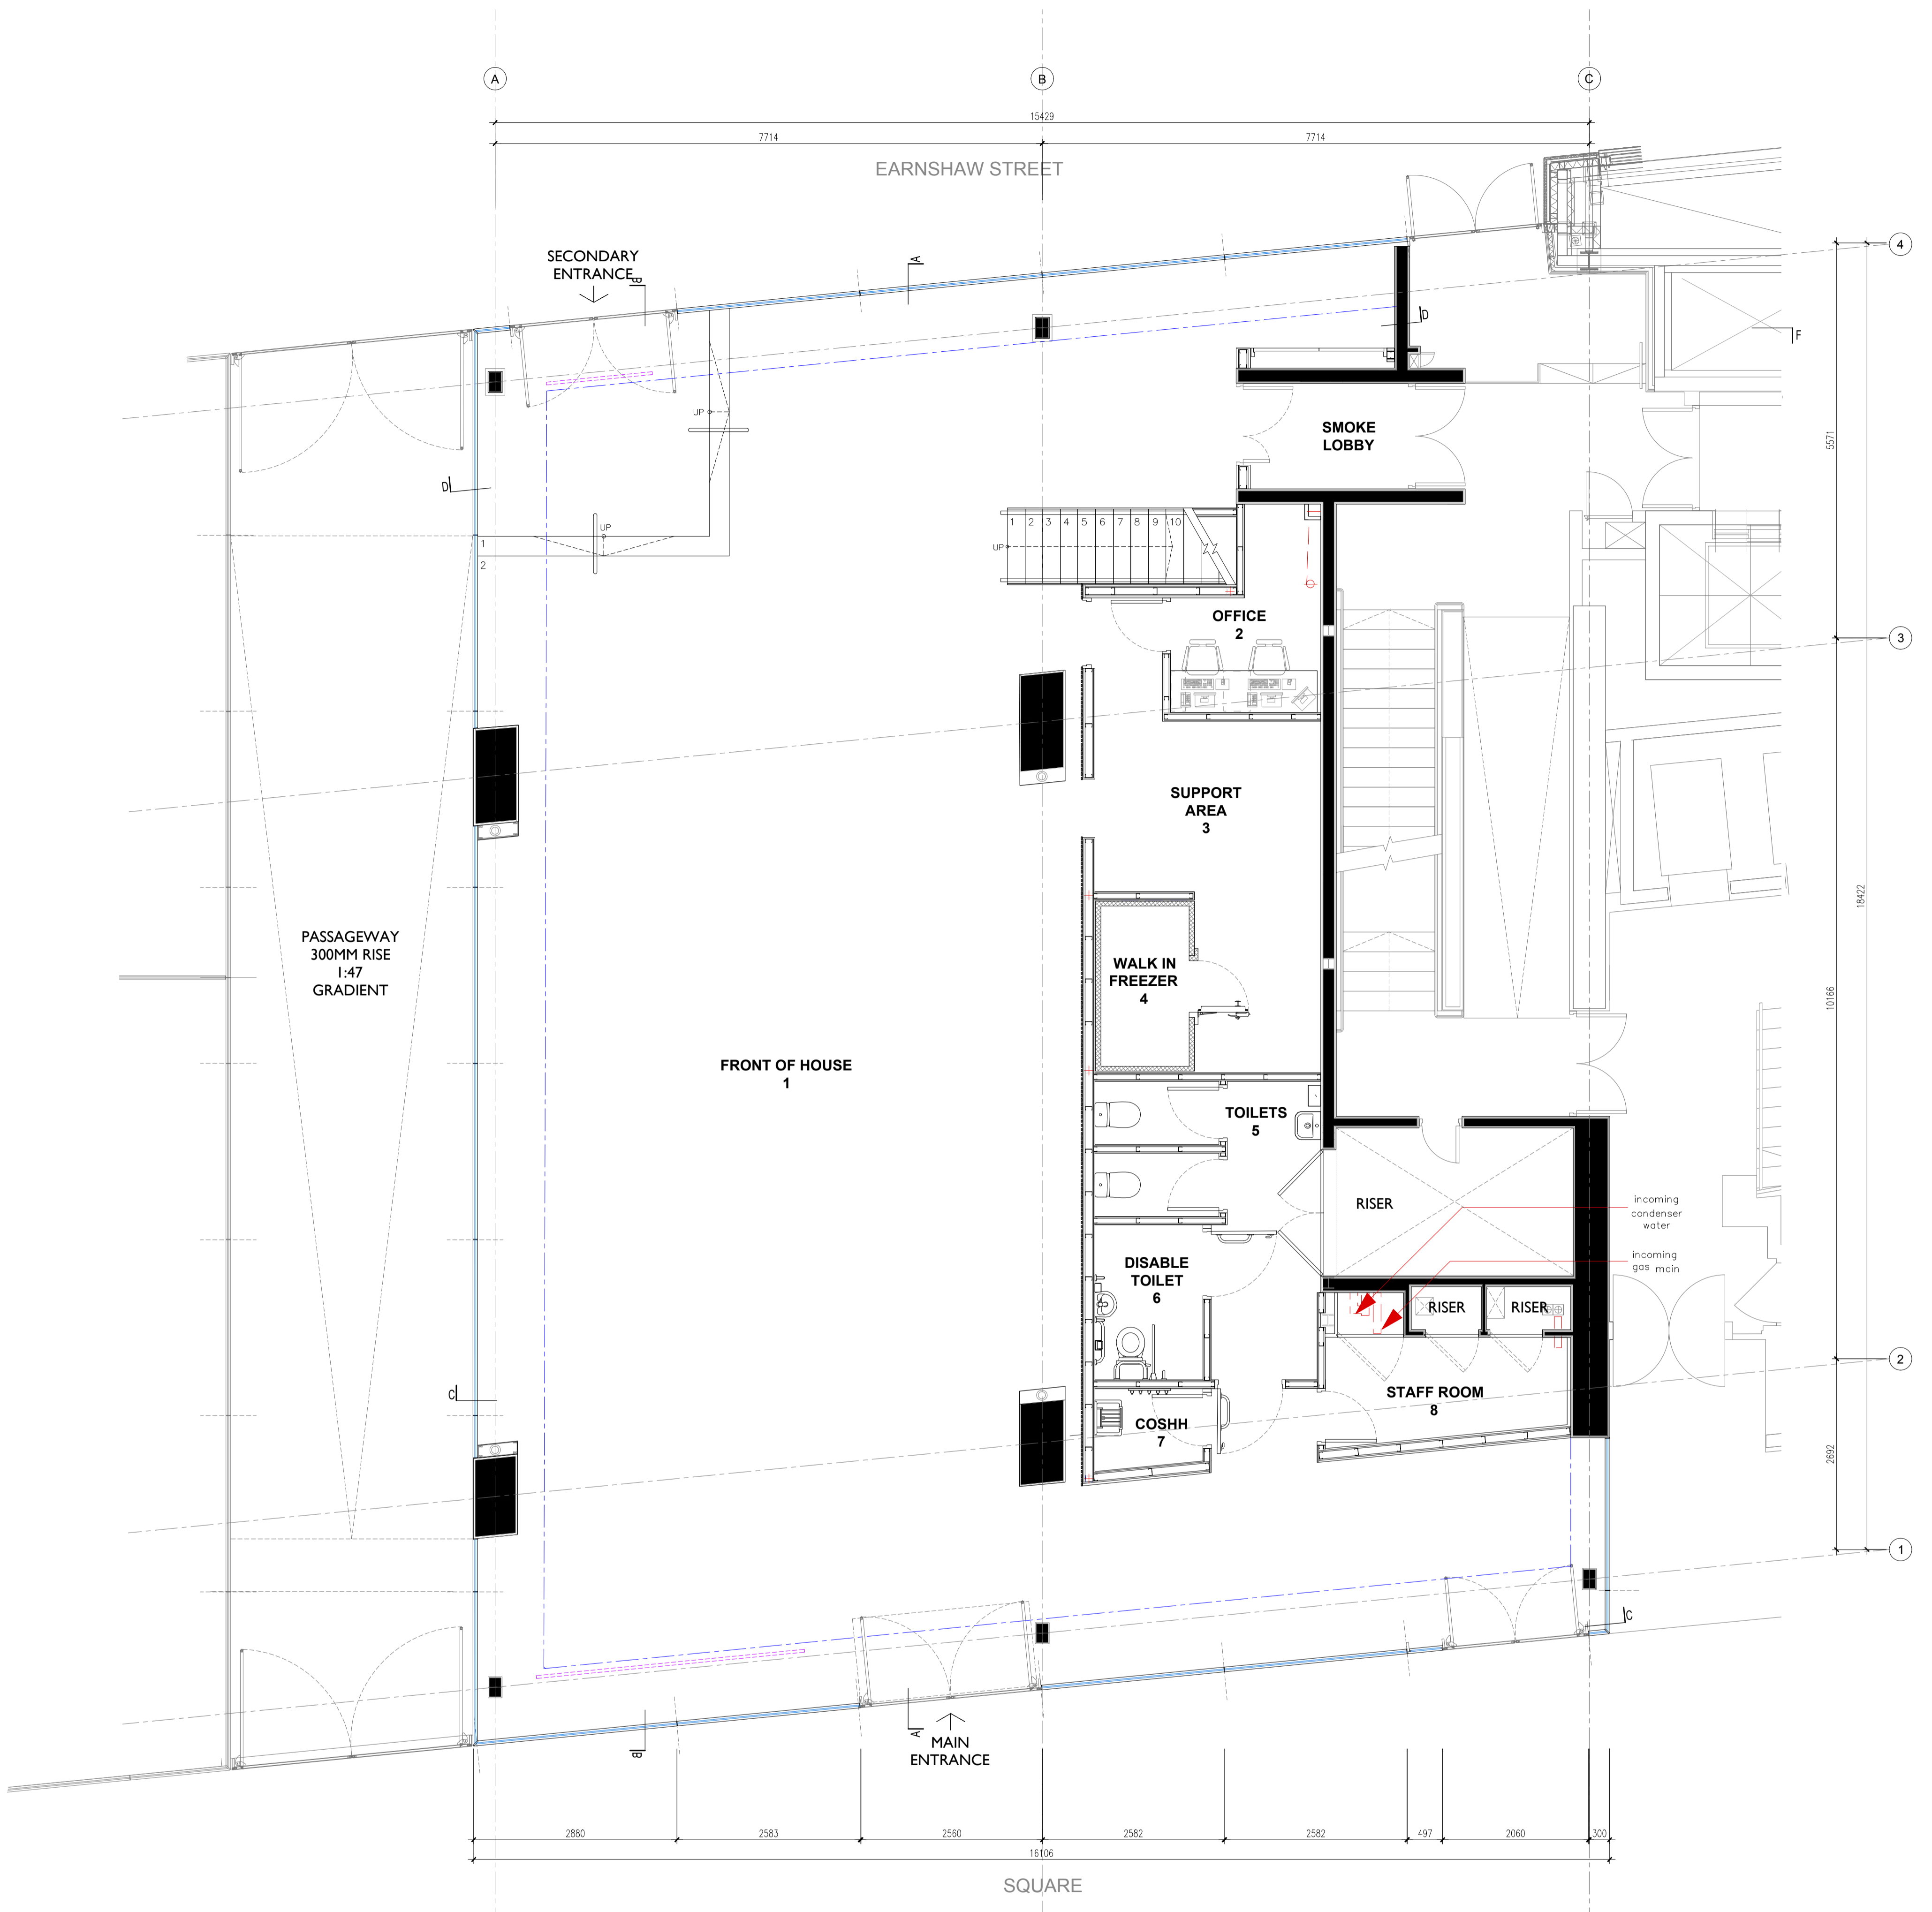 A
B
C
15429
7714
7714
EARNSHAW STREET
4
SECONDARY
ENTRANCE
B
A
D
F
UP
SMOKE
LOBBY
5571
D
UP
1
2
1 2 3 4 5 6 7 8 9 10
UP
OFFICE
2
3
SUPPORT
AREA
3
18422
PASSAGEWAY
300MM RISE
1:47
GRADIENT
WALK IN
FREEZER
4
10166
FRONT OF HOUSE
1
TOILETS
5
RISER
incoming
condenser
water
DISABLE
TOILET
6
incoming
gas main
RISER
RISER
2
C
STAFF ROOM
8
COSHH
7
2692
1
C
A
B
MAIN
ENTRANCE
2880
2583
2560
2582
2582
497
2060
300
16106
SQUARE